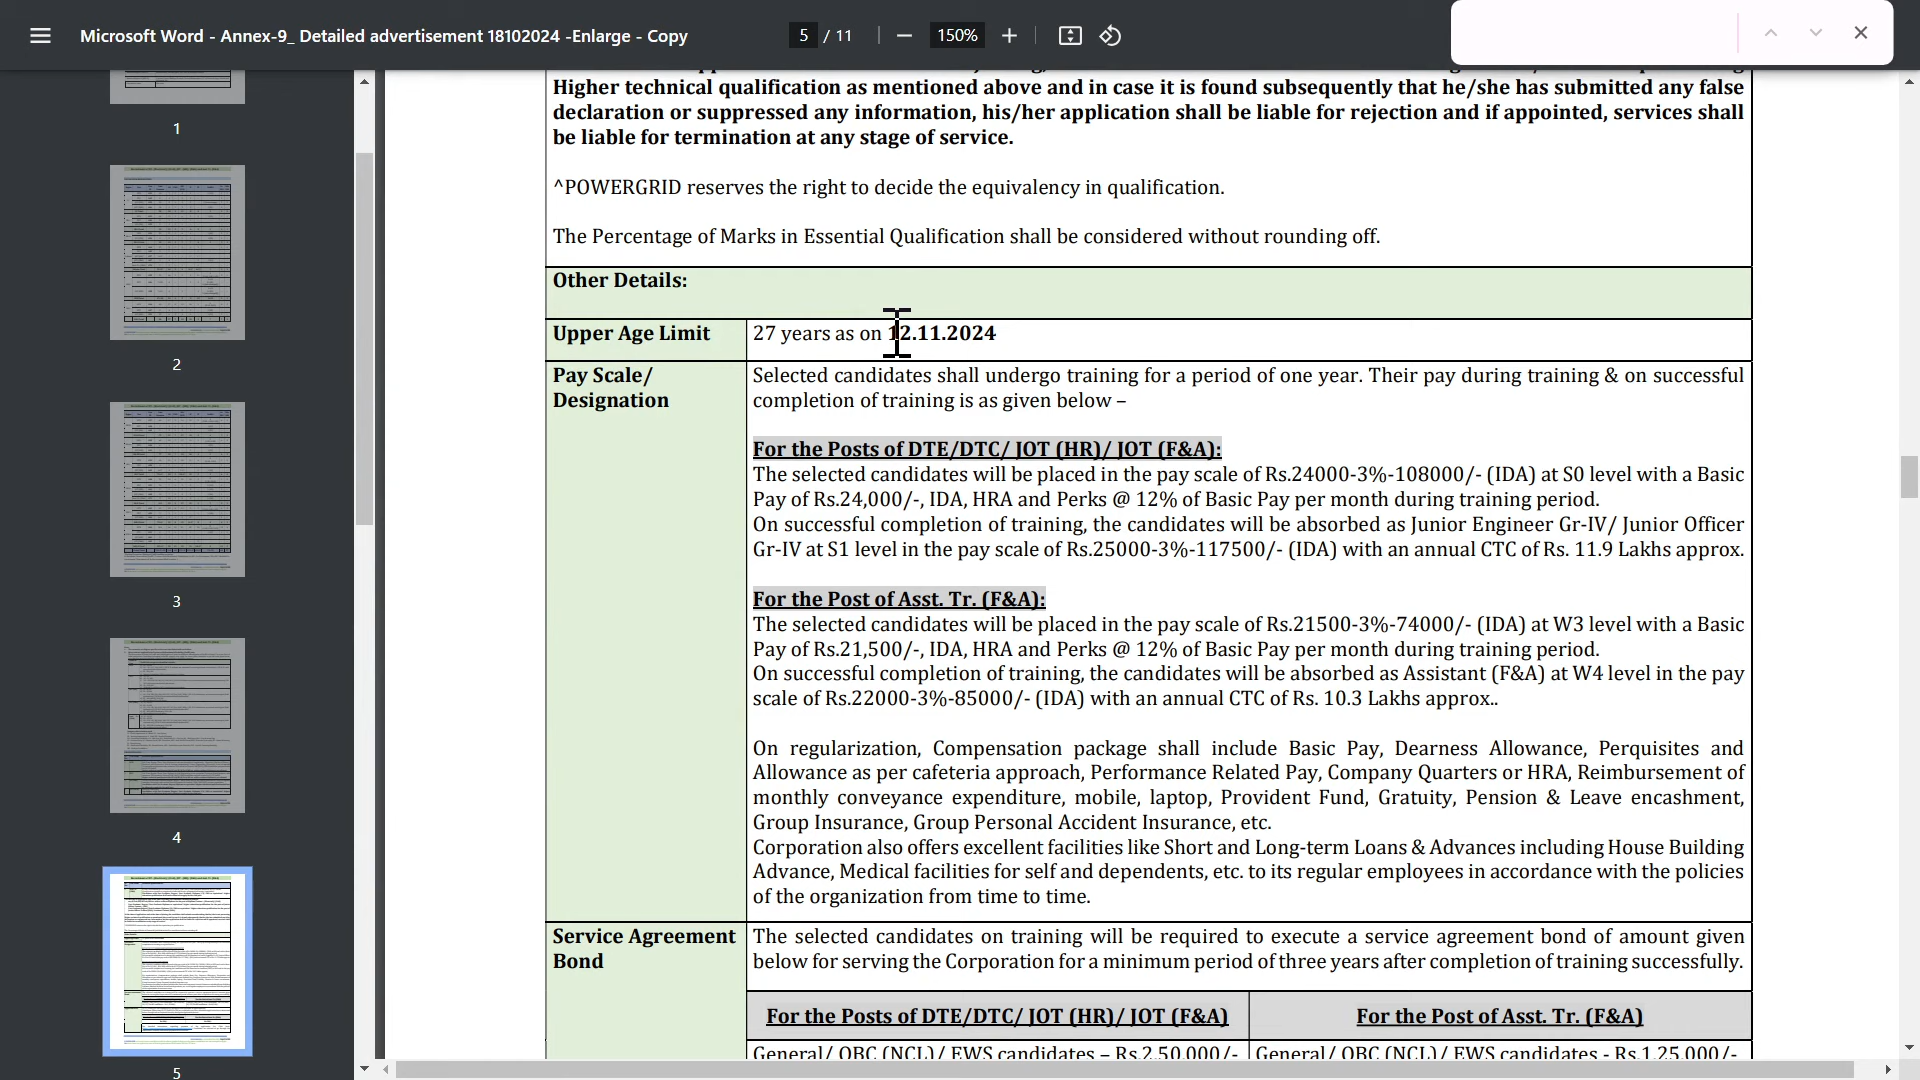 Microsoft Word - Annex-9_ Detailed advertisement 18102024 -Enlarge - Copy
5 / 11
150%
1
2
3
4
5
Higher technical qualification as mentioned above and in case it is found subsequently that he/she has submitted any false
declaration or suppressed any information, his/her application shall be liable for rejection and if appointed, services shall
be liable for termination at any stage of service.
^POWERGRID reserves the right to decide the equivalency in qualification.
The Percentage of Marks in Essential Qualification shall be considered without rounding off.
Other Details:
Upper Age Limit
27 years as on 12.11.2024
Pay Scale/
Designation
Selected candidates shall undergo training for a period of one year. Their pay during training & on successful
completion of training is as given below –
For the Posts of DTE/DTC/ JOT (HR)/ JOT (F&A):
The selected candidates will be placed in the pay scale of Rs.24000-3%-108000/- (IDA) at S0 level with a Basic
Pay of Rs.24,000/-, IDA, HRA and Perks @ 12% of Basic Pay per month during training period.
On successful completion of training, the candidates will be absorbed as Junior Engineer Gr-IV/ Junior Officer
Gr-IV at S1 level in the pay scale of Rs.25000-3%-117500/- (IDA) with an annual CTC of Rs. 11.9 Lakhs approx.
For the Post of Asst. Tr. (F&A):
The selected candidates will be placed in the pay scale of Rs.21500-3%-74000/- (IDA) at W3 level with a Basic
Pay of Rs.21,500/-, IDA, HRA and Perks @ 12% of Basic Pay per month during training period.
On successful completion of training, the candidates will be absorbed as Assistant (F&A) at W4 level in the pay
scale of Rs.22000-3%-85000/- (IDA) with an annual CTC of Rs. 10.3 Lakhs approx..
On regularization, Compensation package shall include Basic Pay, Dearness Allowance, Perquisites and
Allowance as per cafeteria approach, Performance Related Pay, Company Quarters or HRA, Reimbursement of
monthly conveyance expenditure, mobile, laptop, Provident Fund, Gratuity, Pension & Leave encashment,
Group Insurance, Group Personal Accident Insurance, etc.
Corporation also offers excellent facilities like Short and Long-term Loans & Advances including House Building
Advance, Medical facilities for self and dependents, etc. to its regular employees in accordance with the policies
of the organization from time to time.
Service Agreement
Bond
The selected candidates on training will be required to execute a service agreement bond of amount given
below for serving the Corporation for a minimum period of three years after completion of training successfully.
For the Posts of DTE/DTC/ JOT (HR)/ JOT (F&A)
For the Post of Asst. Tr. (F&A)
General/ OBC (NCL)/ EWS candidates – Rs.2,50,000/-
General/ OBC (NCL)/ EWS candidates - Rs.1,25,000/-